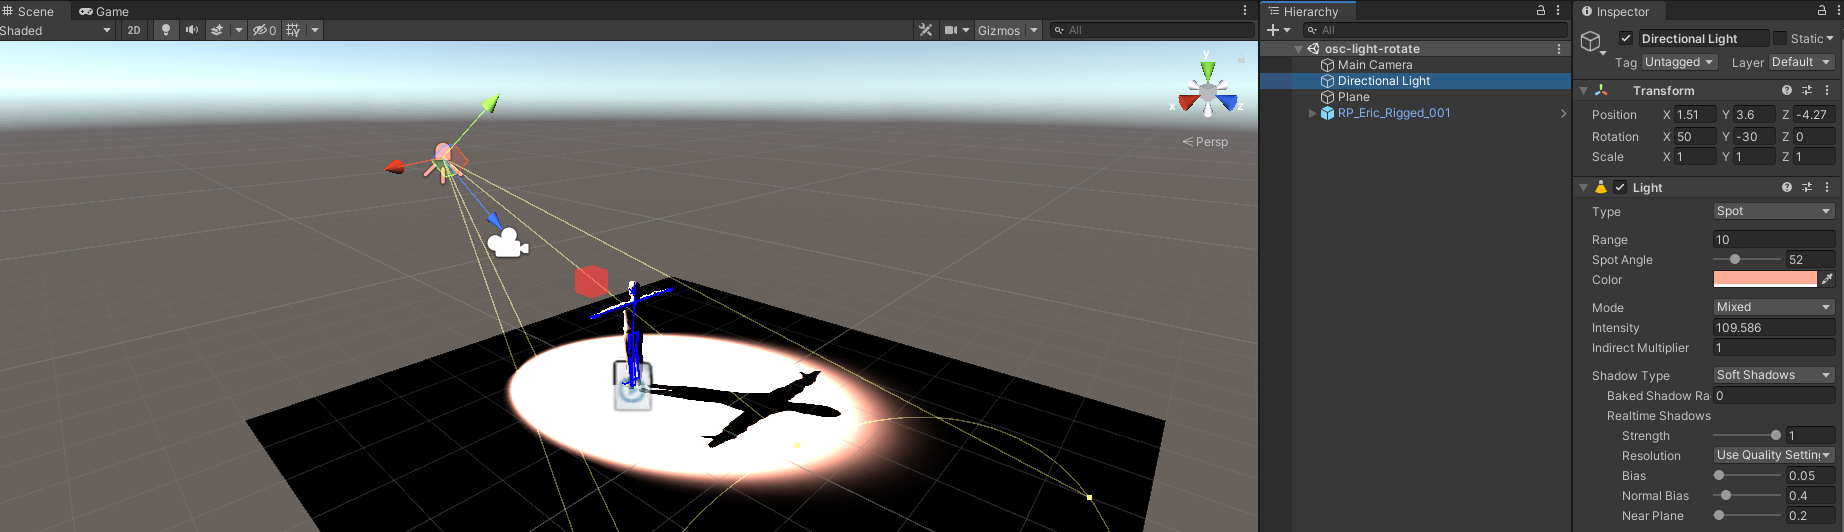 Scene
Game
Shaded
2D
0
Gizmos
All
y
x
z
Persp
Hierarchy
All
osc-light-rotate
Main Camera
Directional Light
Plane
RP_Eric_Rigged_001
Inspector
Directional Light
Static
Tag Untagged Layer Default
Transform
Position X 1.51 Y 3.6 Z -4.27
Rotation X 50 Y -30 Z 0
Scale X 1 Y 1 Z 1
Light
Type Spot
Range 10
Spot Angle 52
Color
Mode Mixed
Intensity 109.586
Indirect Multiplier 1
Shadow Type Soft Shadows
Baked Shadow Ra 0
Realtime Shadows
Strength 1
Resolution Use Quality Settin
Bias 0.05
Normal Bias 0.4
Near Plane 0.2